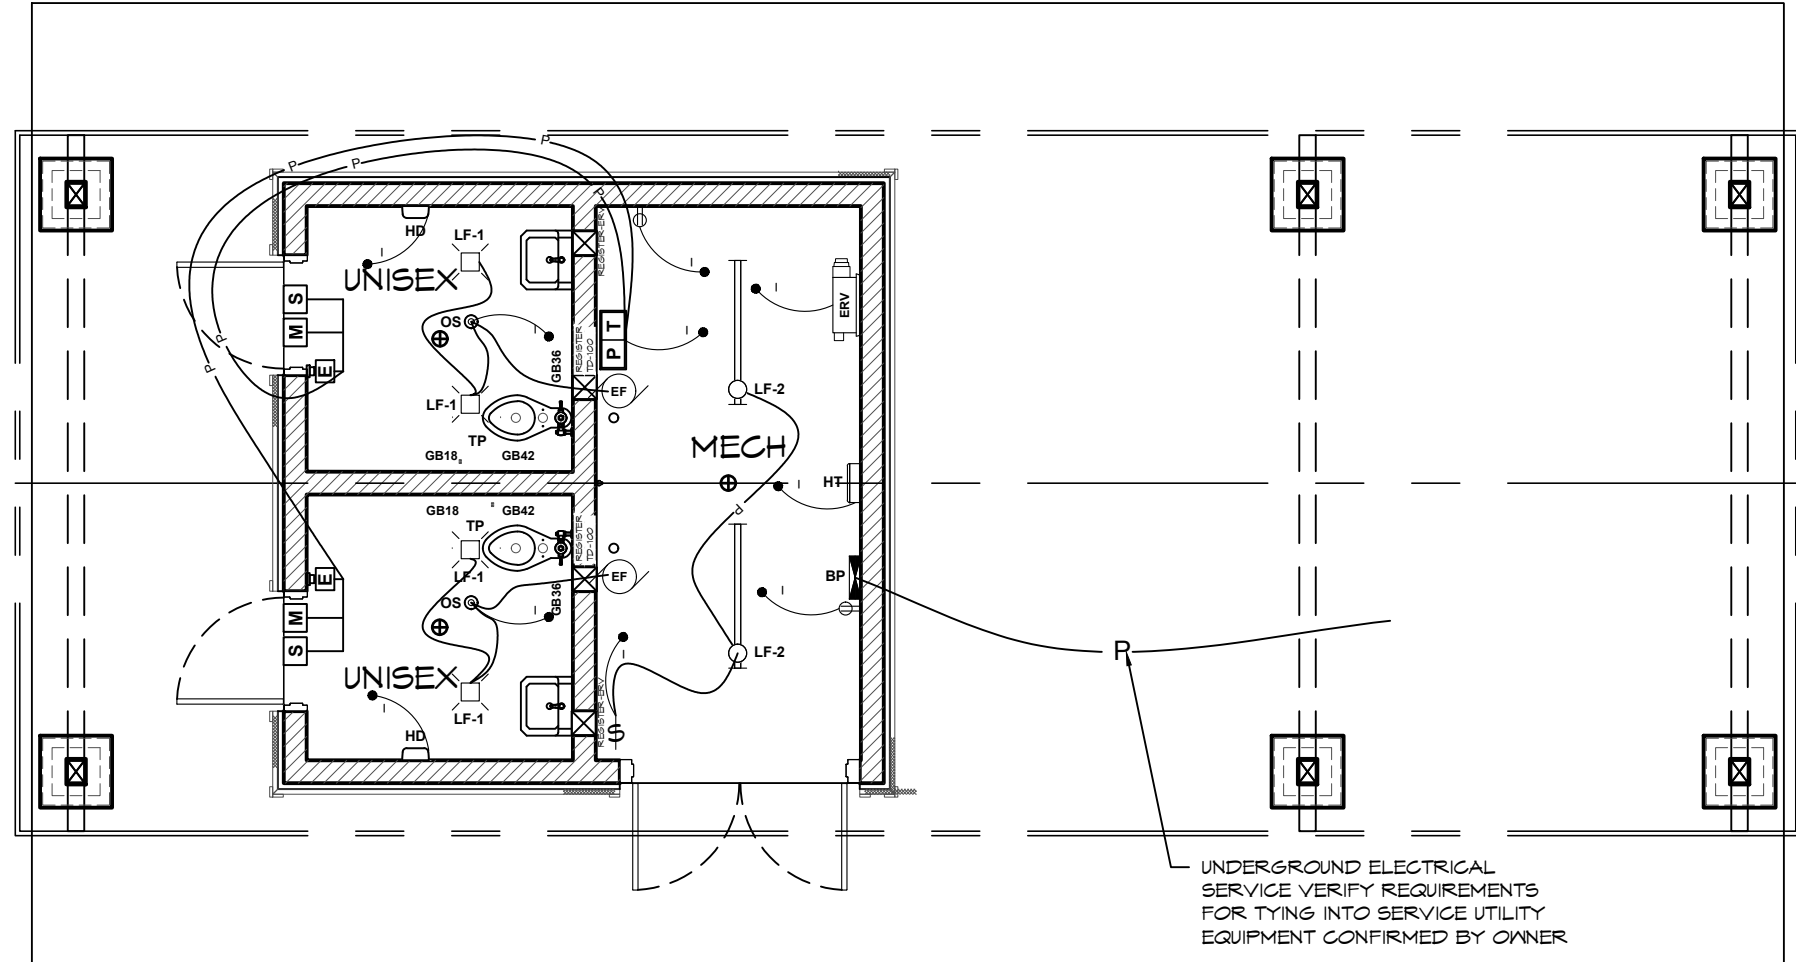 P
P
P
P
HD
LF-1
I
UNISEX
REGISTER-ERV
I
I
ERV
S
M
E
OS
I
P T
I
REGISTER
TD-100
GB36
P
P
EF
LF-2
LF-1
TP
GB18
GB42
MECH
HT
I
P
GB18
GB42
TP
REGISTER
TD-100
LF-1
E
EF
BP
I
OS
I
GB36
M
S
I
LF-2
P
UNISEX
I
LF-1
REGISTER-ERV
S
HD
UNDERGROUND ELECTRICAL
SERVICE VERIFY REQUIREMENTS
FOR TYING INTO SERVICE UTILITY
EQUIPMENT CONFIRMED BY OWNER